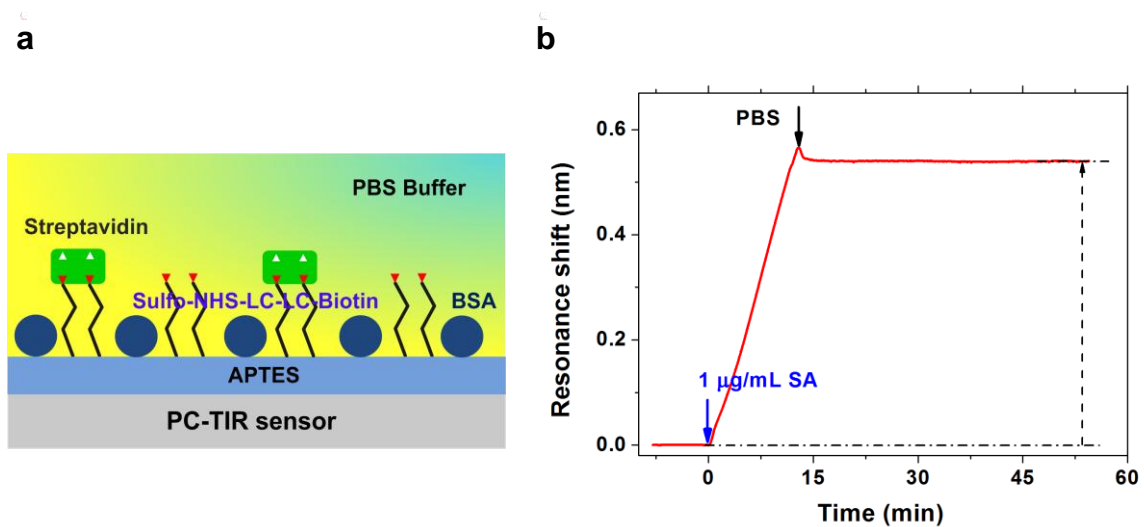 a
PBS Buffer
Streptavidin
Sulfo-NHS-LC-LC-Biotin
BSA
APTES
PC-TIR sensor
b
Resonance shift (nm)
0.6
0.4
0.2
0.0
PBS
1 μg/mL SA
0
15
30
45
60
Time (min)